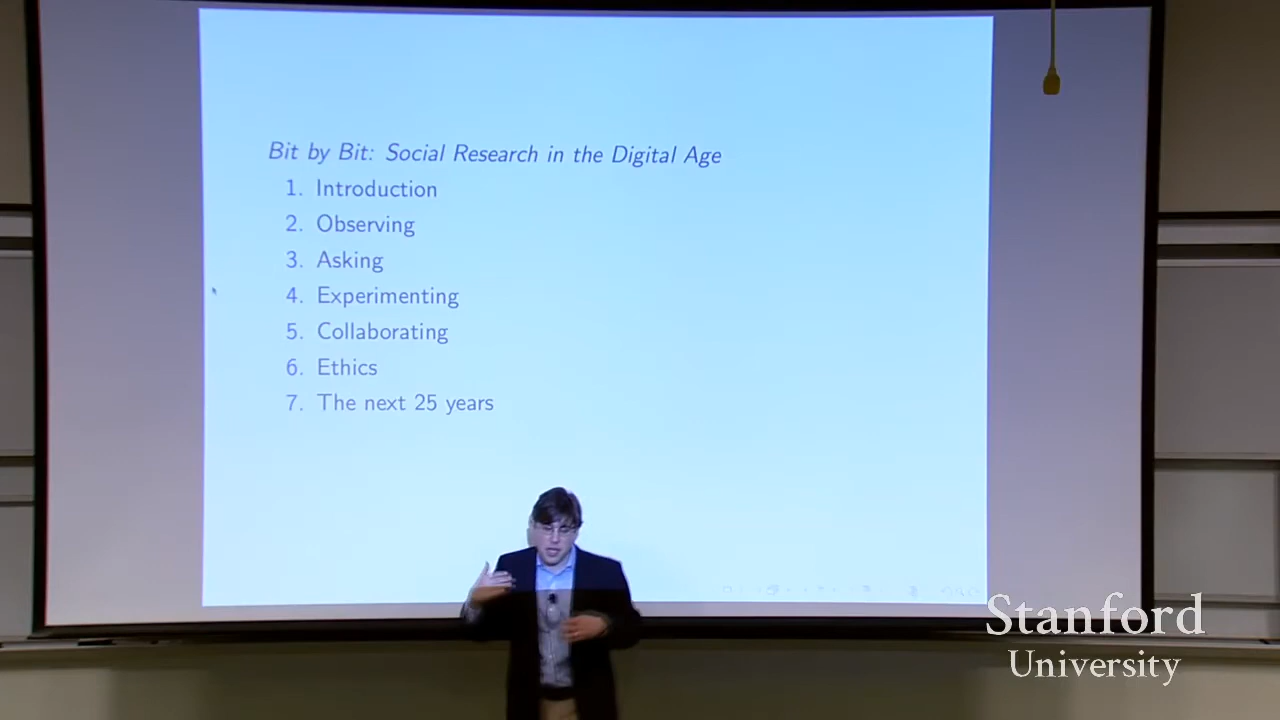 Bit by Bit: Social Research in the Digital Age
1. Introduction
2. Observing
3. Asking
4. Experimenting
5. Collaborating
6. Ethics
7. The next 25 years
Stanford
University